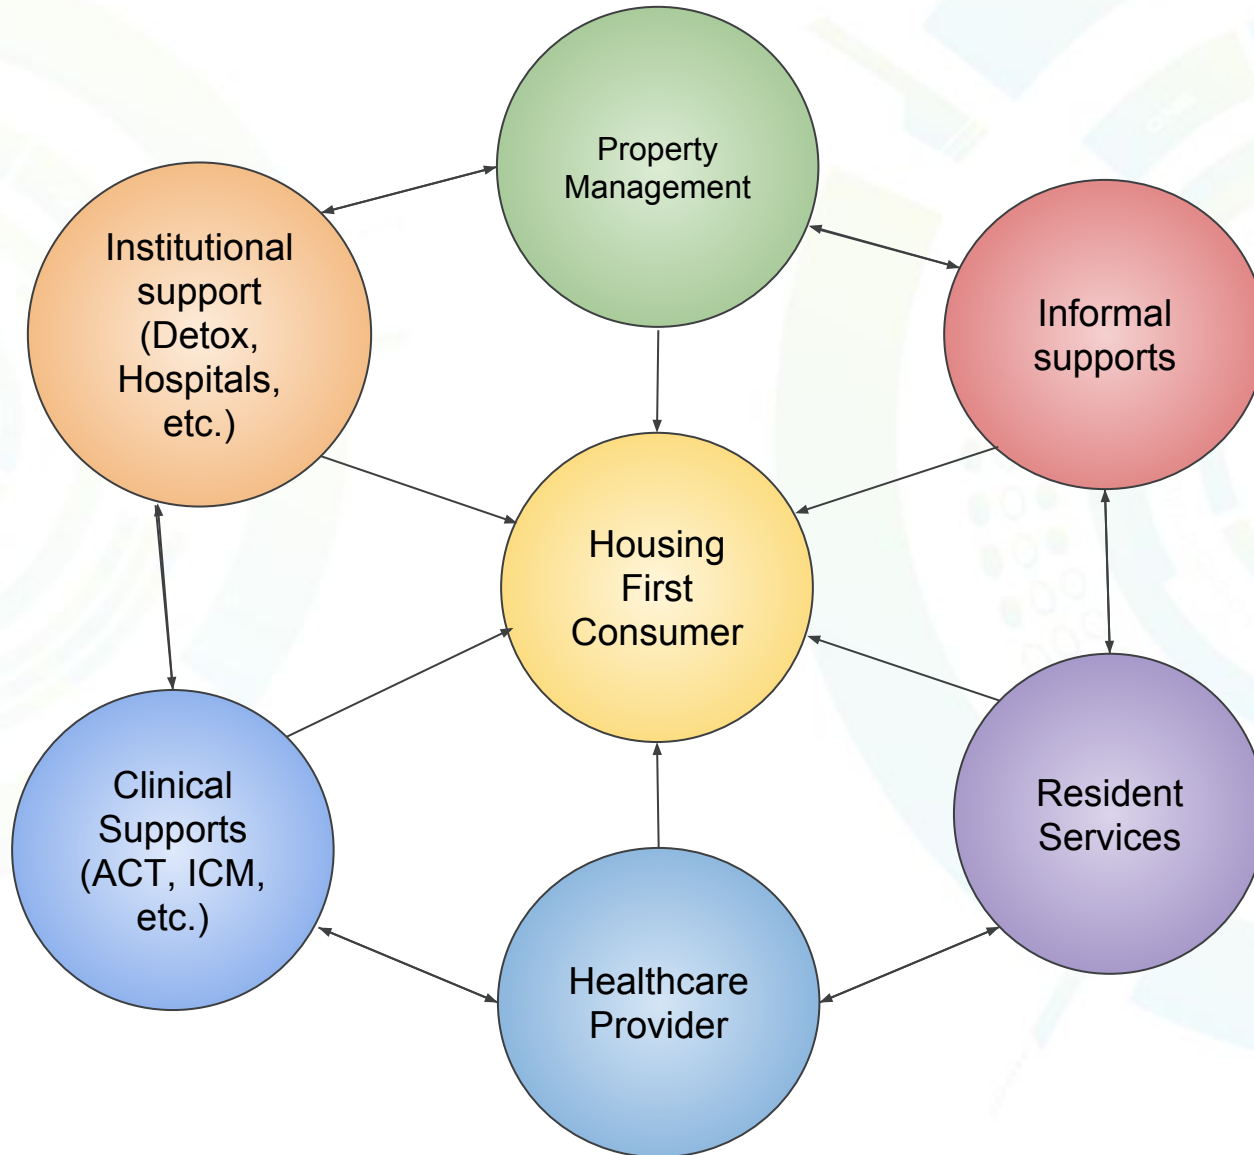 Property
Management
Institutional
support
(Detox,
Hospitals,
etc.)
Informal
supports
Housing
First
Consumer
Clinical
Supports
(ACT, ICM,
etc.)
Resident
Services
Healthcare
Provider